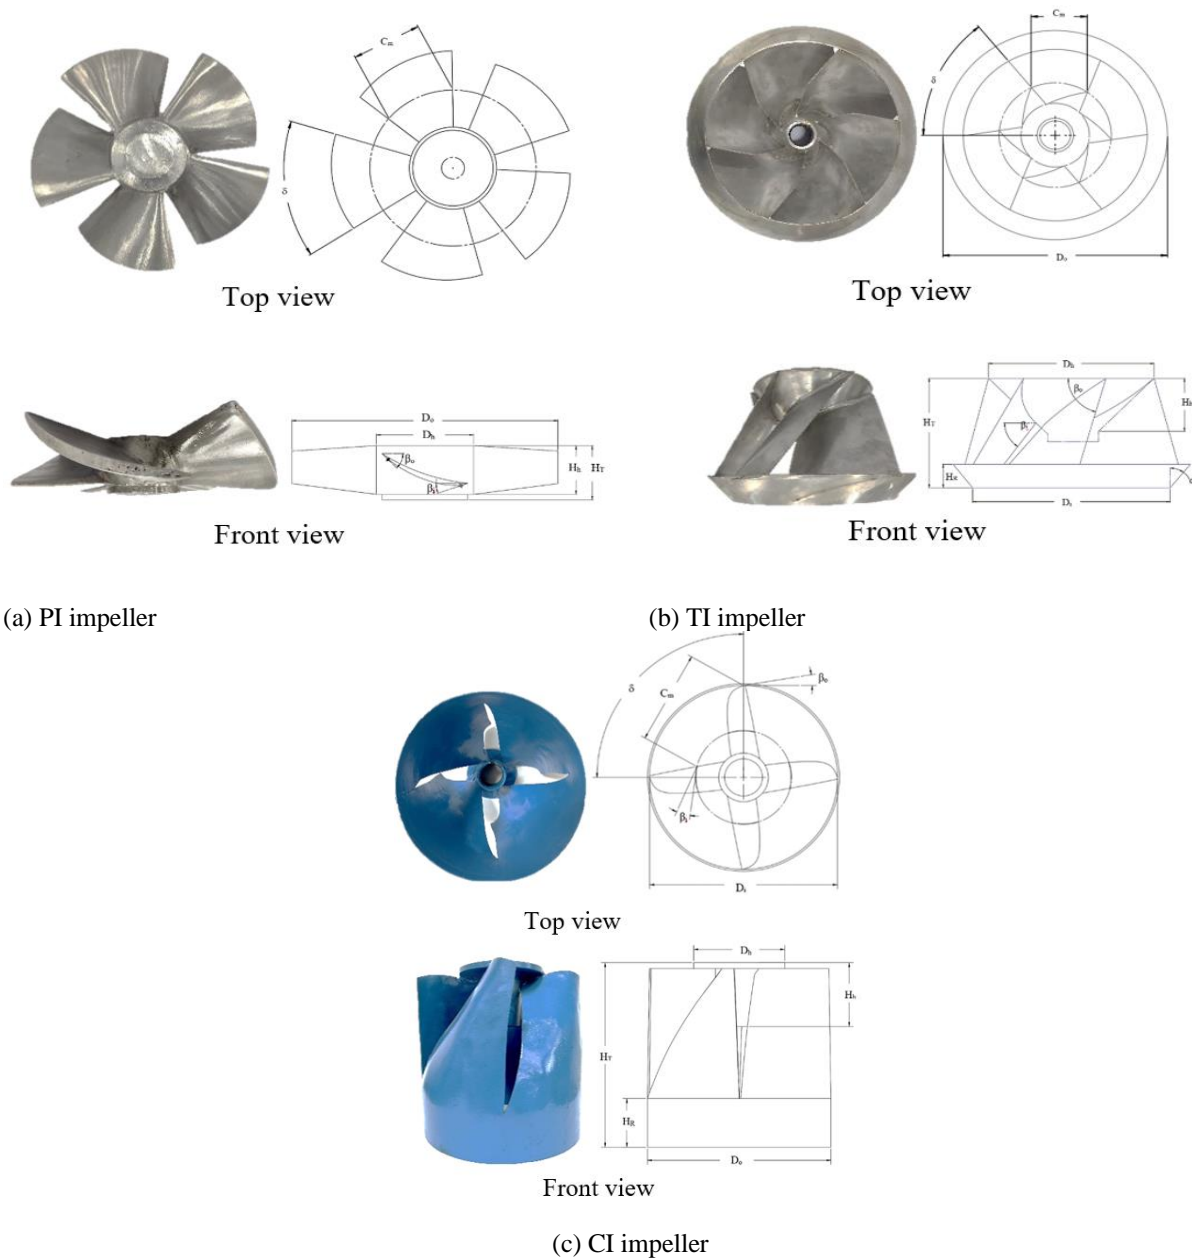 Cm
δ
Top view
Do
Dh
βo
βi
Hh
HT
Front view
(a) PI impeller
Cm
δ
Do
Top view
Dh
βo
βi
Hh
HT
HR
Front view
(b) TI impeller
δ
Cm
βo
βi
Top view
Dh
Hh
HT
HR
Do
Front view
(c) CI impeller